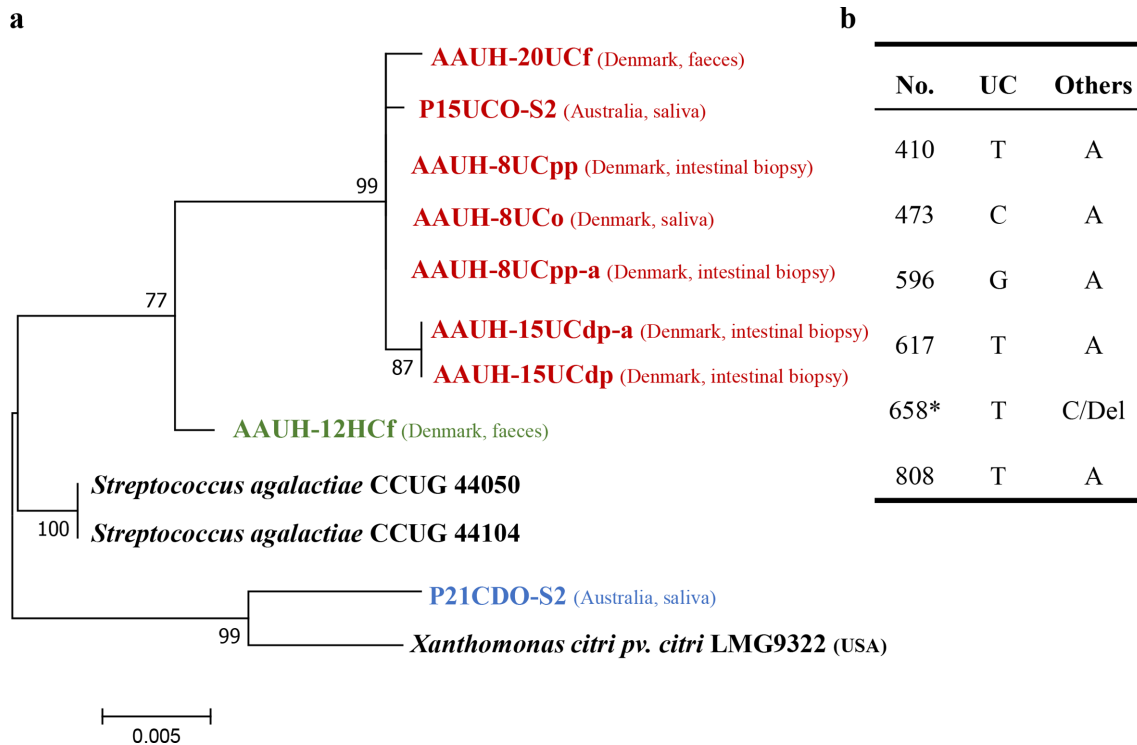 a
AAUH-20UCf (Denmark, faeces)
P15UCO-S2 (Australia, saliva)
AAUH-8UCpp (Denmark, intestinal biopsy)
99
AAUH-8UCo (Denmark, saliva)
AAUH-8UCpp-a (Denmark, intestinal biopsy)
77
AAUH-15UCdp-a (Denmark, intestinal biopsy)
87
AAUH-15UCdp (Denmark, intestinal biopsy)
AAUH-12HCf (Denmark, faeces)
Streptococcus agalactiae CCUG 44050
100
Streptococcus agalactiae CCUG 44104
P21CDO-S2 (Australia, saliva)
99
Xanthomonas citri pv. citri LMG9322 (USA)
0.005
b
No. UC Others
410 T A
473 C A
596 G A
617 T A
658* T C/Del
808 T A